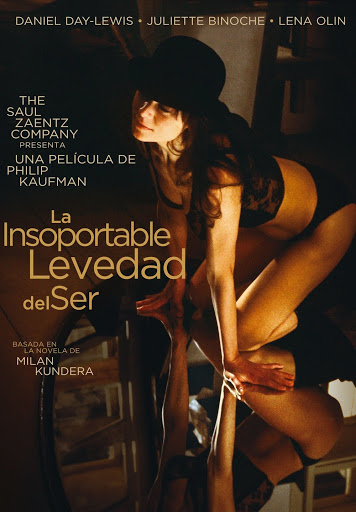 DANIEL DAY-LEWIS • JULIETTE BINOCHE • LENA OLIN
THE
SAUL
ZAENTZ
COMPANY
PRESENTA
UNA PELÍCULA DE
PHILIP
KAUFMAN
La
Insoportable
Levedad
del Ser
BASADA EN
LA NOVELA DE
MILAN
KUNDERA